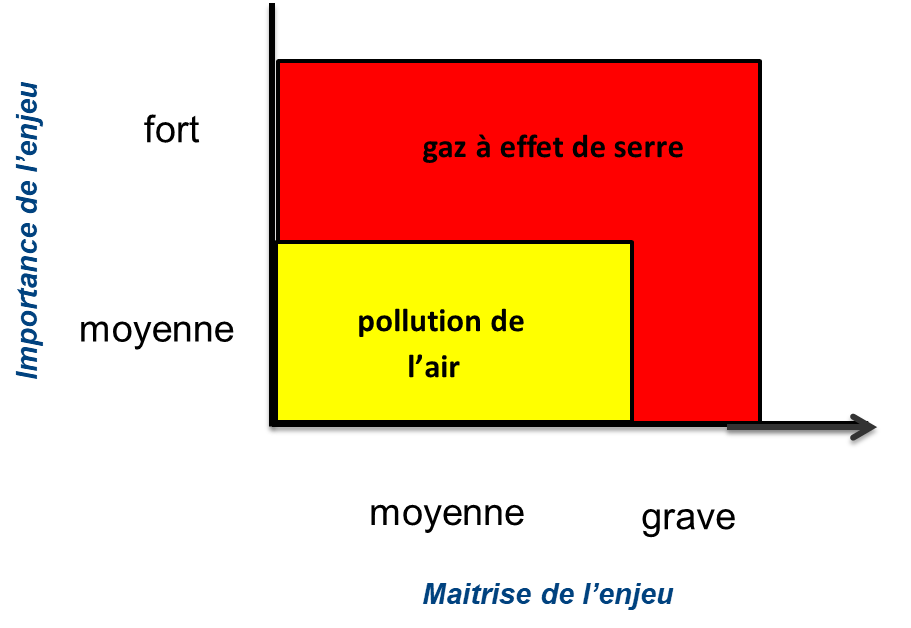 Importance de l'enjeu
fort
gaz à effet de serre
moyenne
pollution de
l'air
moyenne
grave
Maitrise de l'enjeu